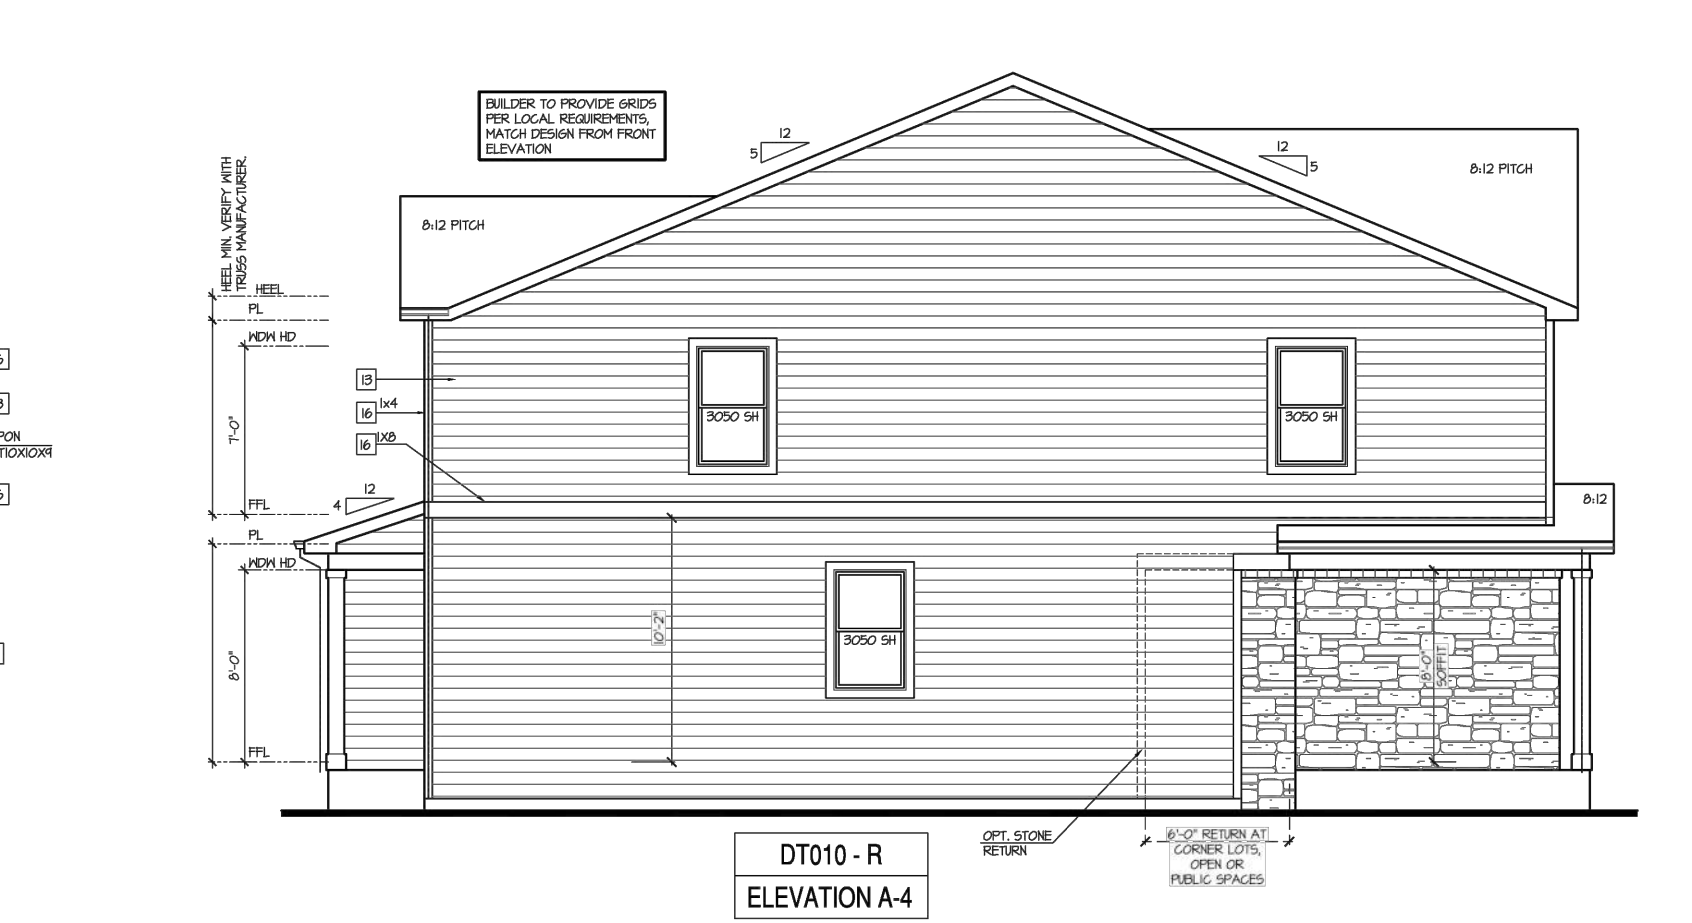 BUILDER TO PROVIDE GRIDS
PER LOCAL REQUIREMENTS,
MATCH DESIGN FROM FRONT
ELEVATION
12
5
12
5
8:12 PITCH
8:12 PITCH
HEEL MIN. VERIFY WITH
TRUSS MANUFACTURER.
HEEL
PL
WDW HD
13
16
1x4
16
1X8
7'-0"
3050 SH
3050 SH
PON
T10X10X9
12
4
FFL
8:12
PL
WDW HD
10'-2"
3050 SH
8'-0"
8'-0"
SOFFIT
FFL
OPT. STONE
RETURN
6'-0" RETURN AT
CORNER LOTS,
OPEN OR
PUBLIC SPACES
DT010 - R
ELEVATION A-4